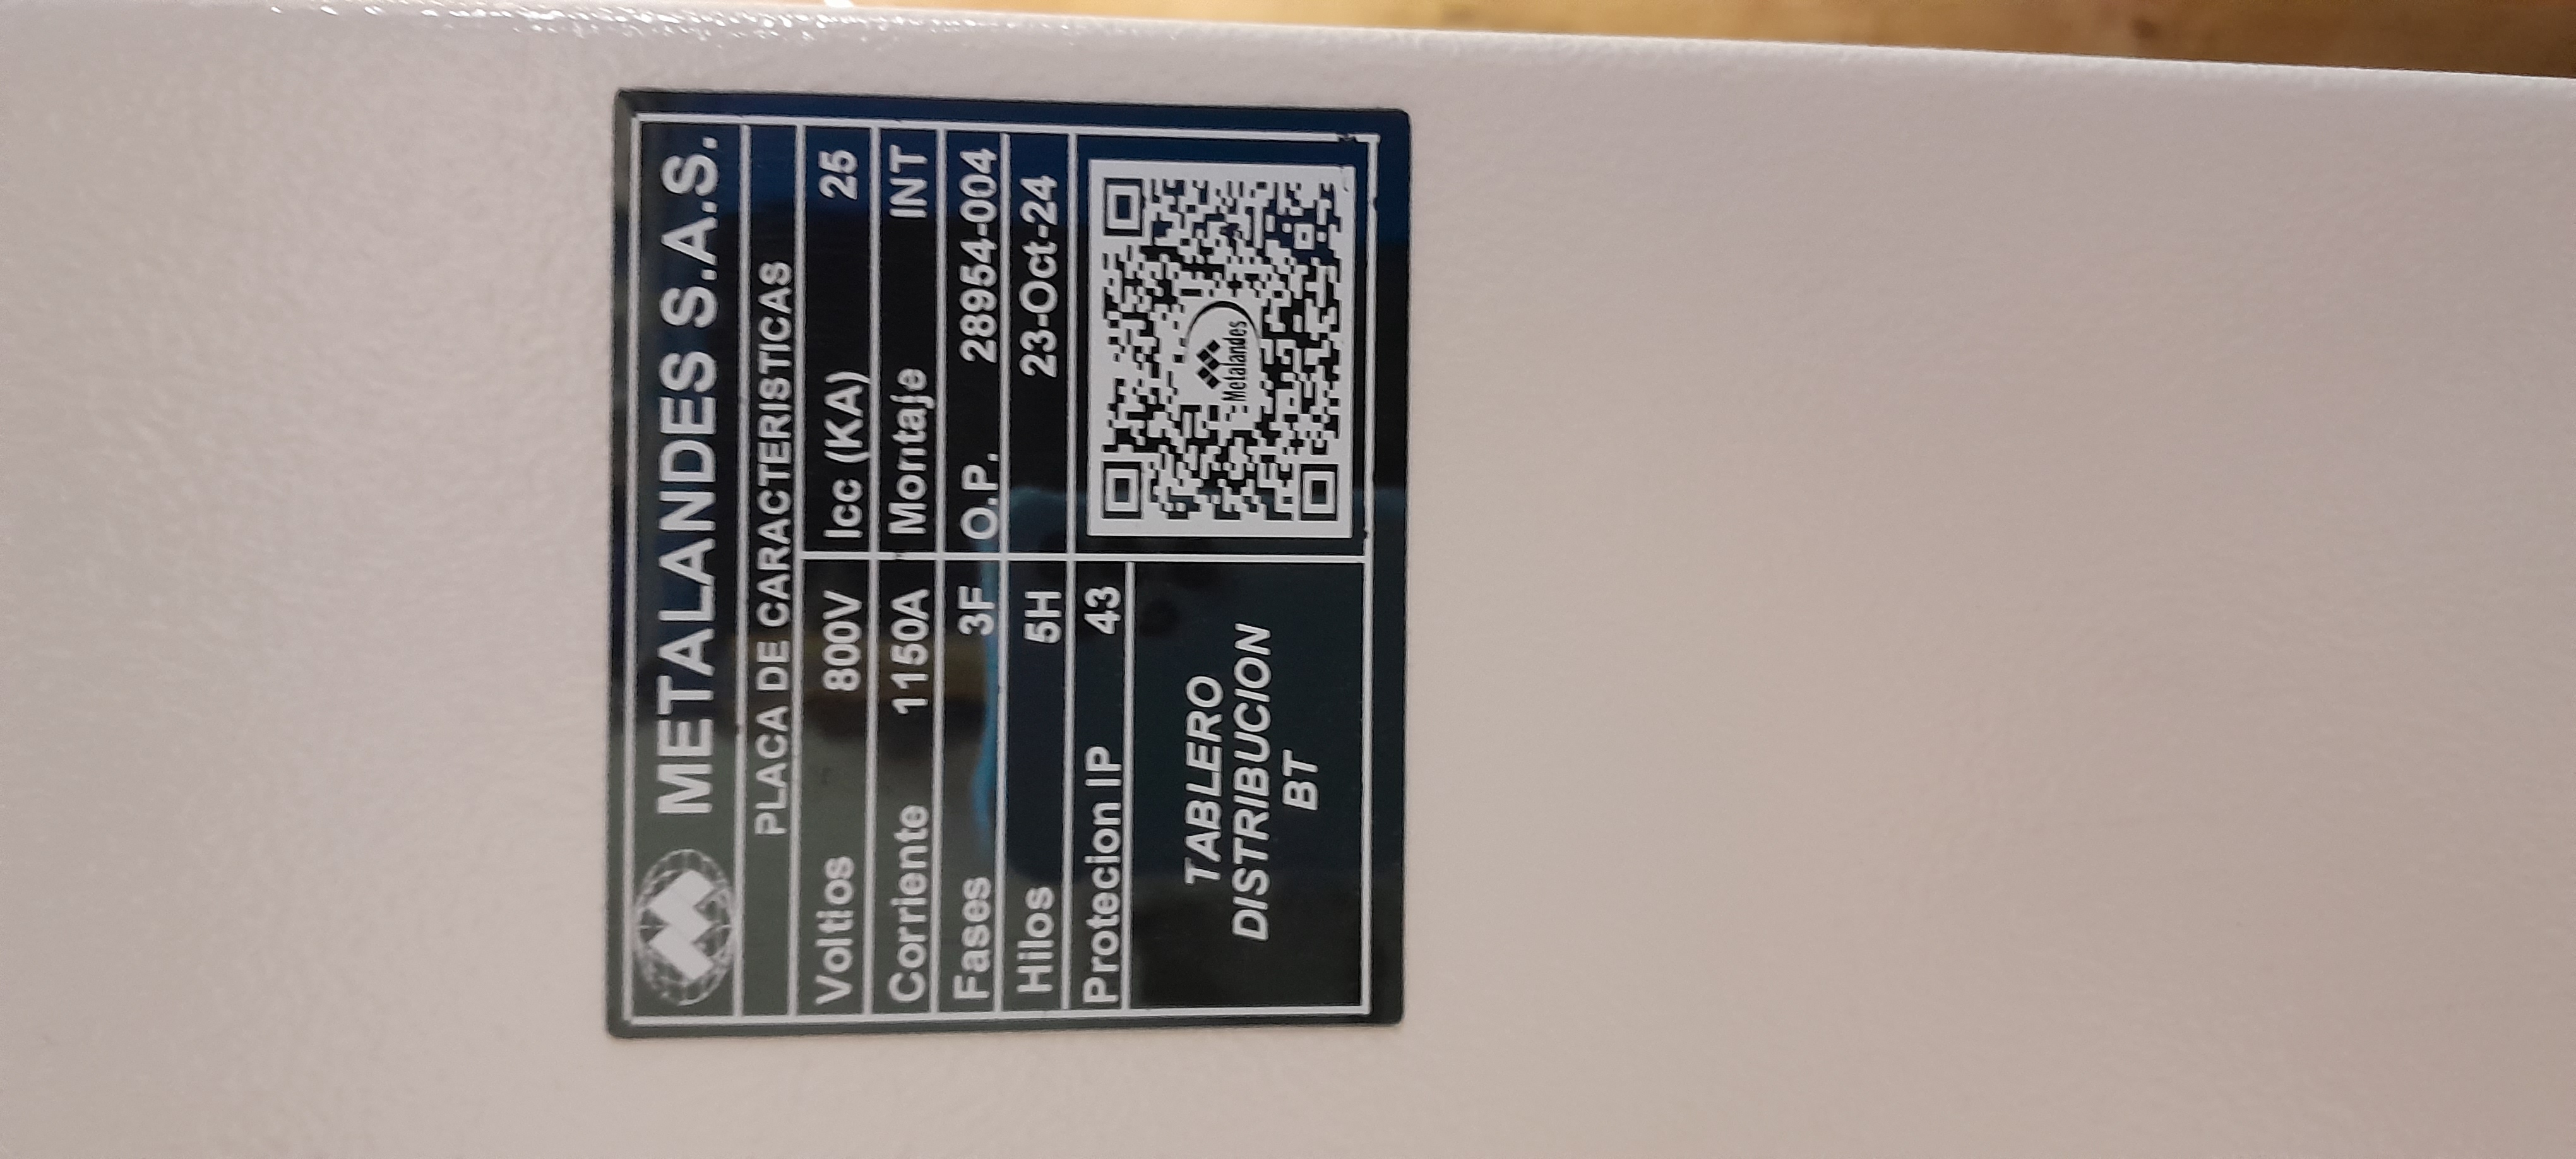 METALANDES S.A.S.
PLACA DE CARACTERISTICAS
Voltios 800V Icc (KA) 25
Corriente 1150A Montaje INT
Fases 3F O.P. 28954-004
Hilos 5H 23-Oct-24
Protecion IP 43
TABLERO
DISTRIBUCION
BT
Metalandes